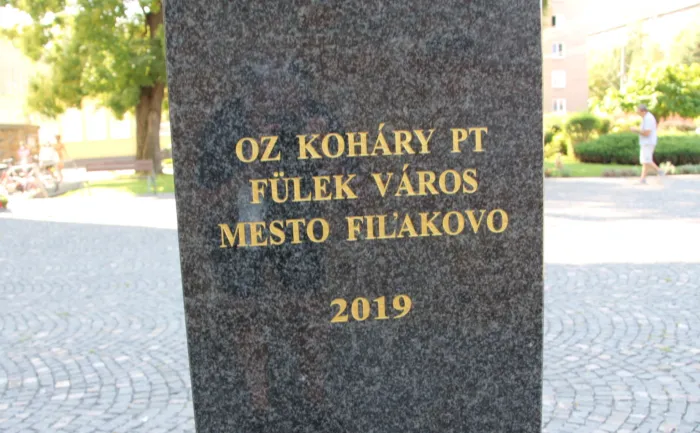 OZ KOHÁRY PT
FÜLEK VÁROS
MESTO FIĽAKOVO
2019